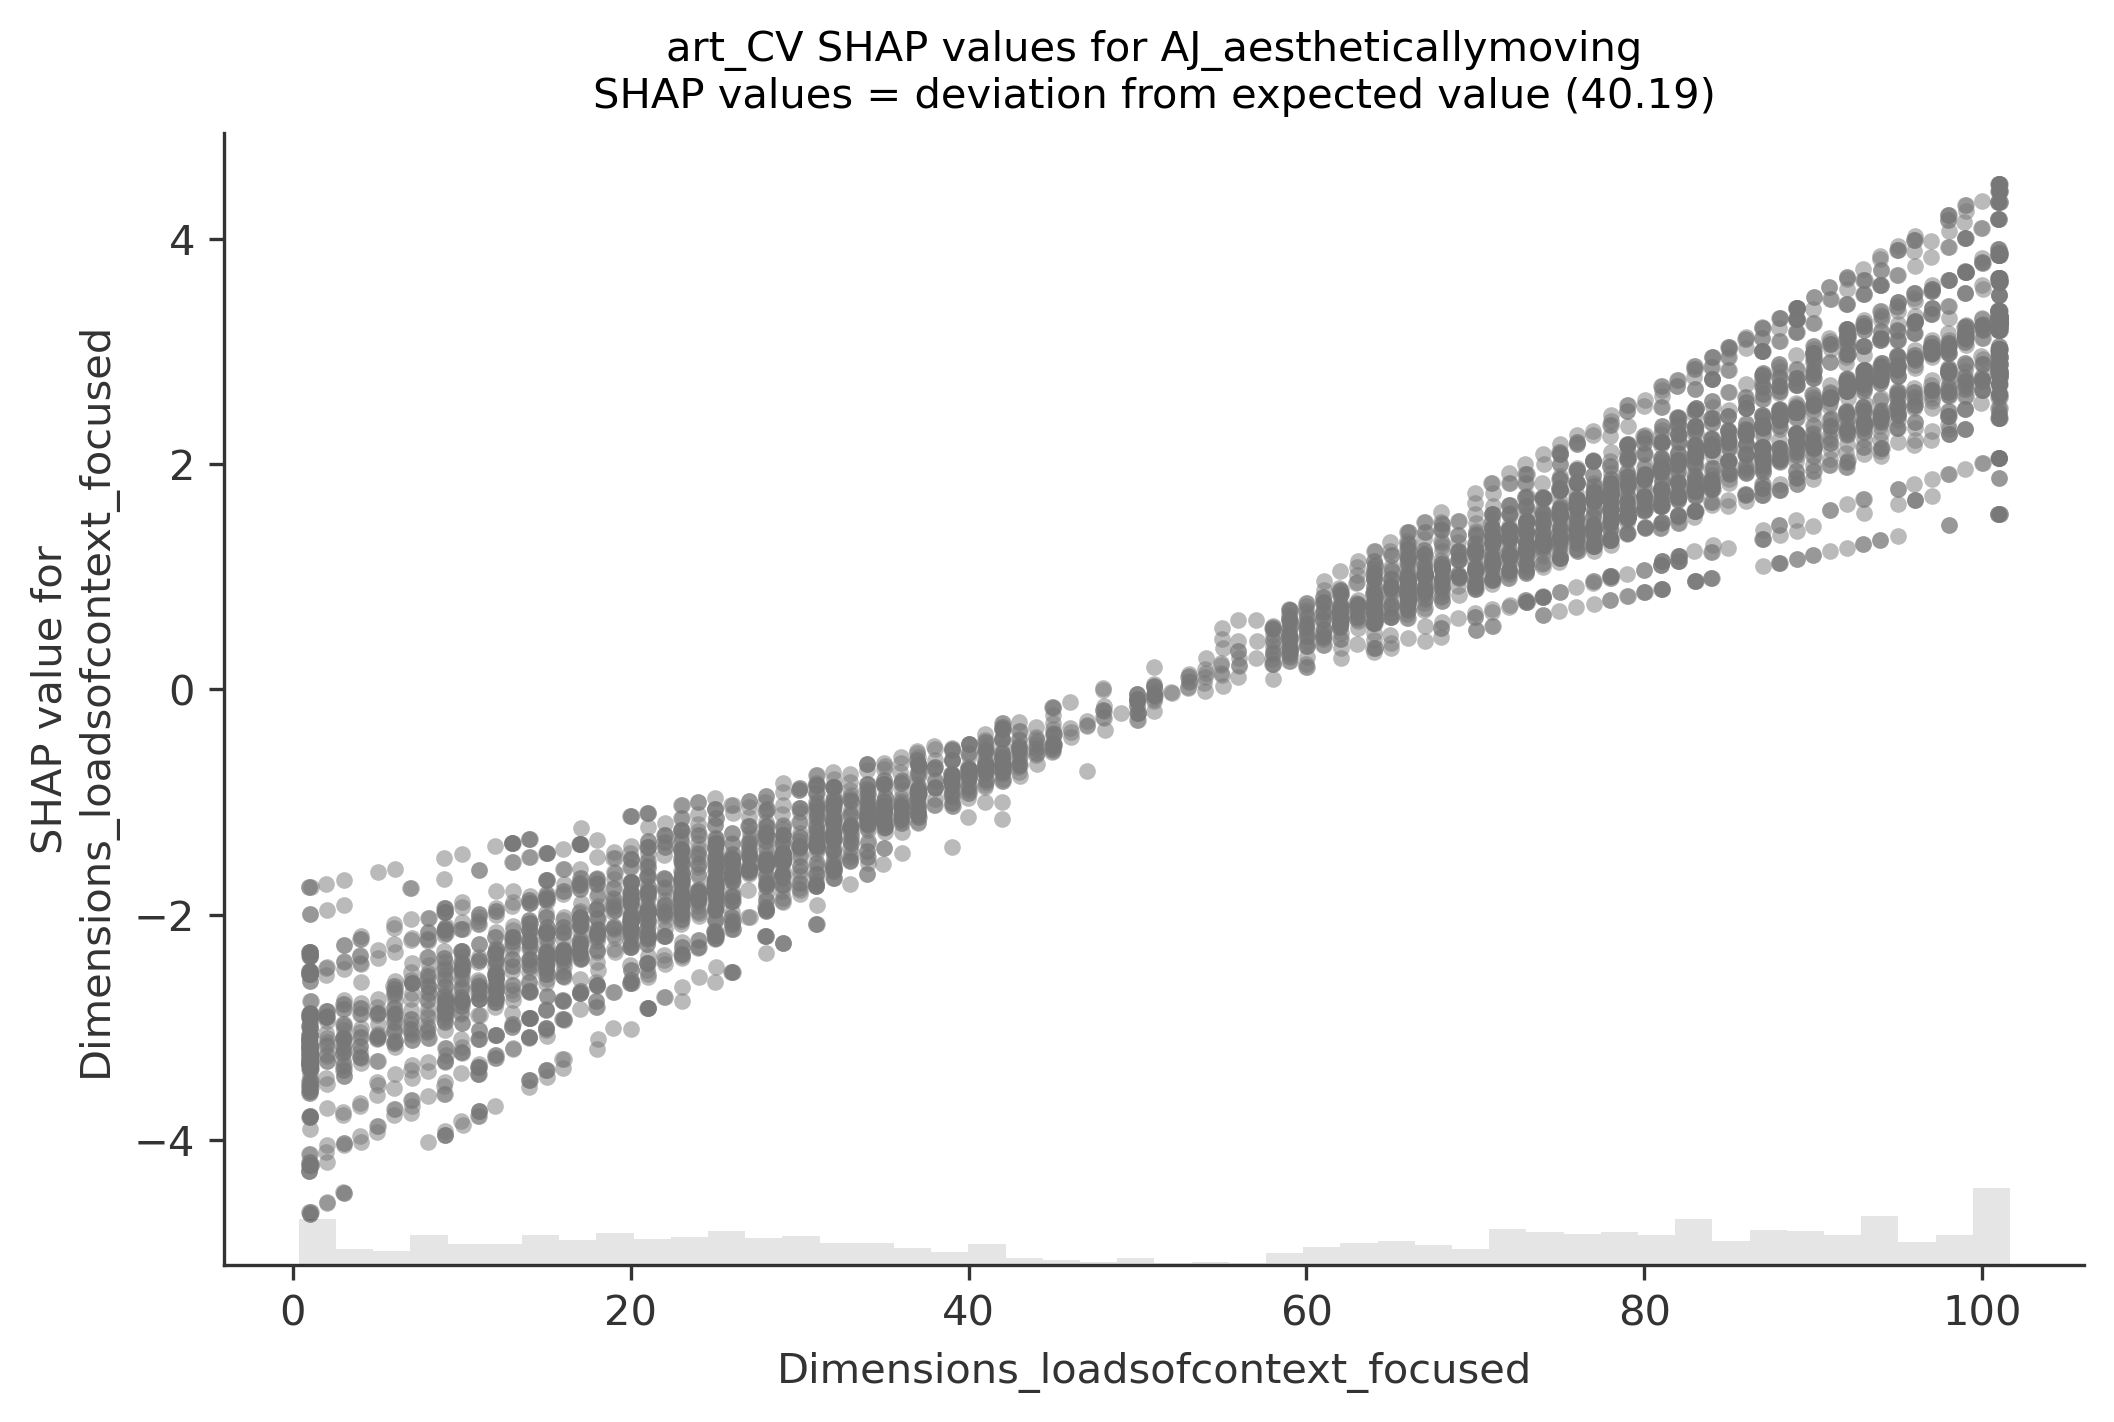 art_CV SHAP values for AJ_aestheticallymoving
SHAP values = deviation from expected value (40.19)
SHAP value for
Dimensions_loadsofcontext_focused
4
2
0
−2
−4
0
20
40
60
80
100
Dimensions_loadsofcontext_focused